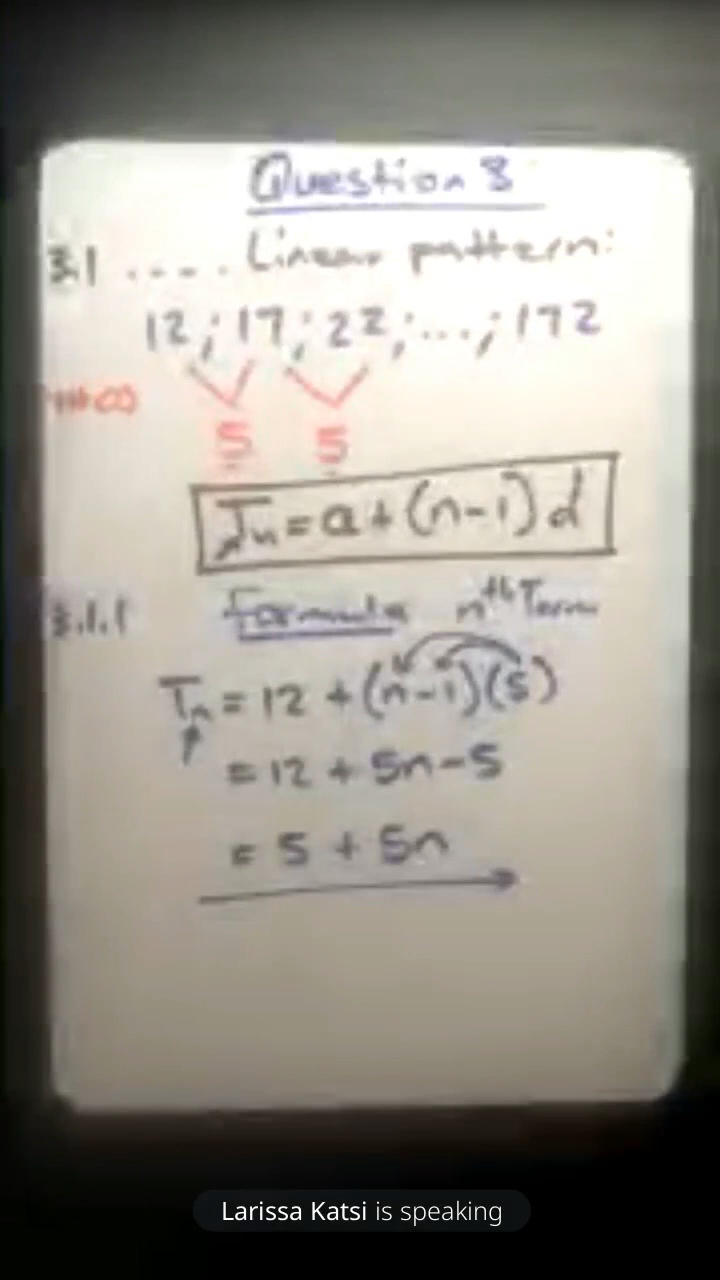 Question 3
3.1 .... Linear pattern:
12; 17; 22; ...; 172
5 5
Tn = a + (n-1) d
3.1.1 Formula nth Term
Tn = 12 + (n-1)(5)
= 12 + 5n - 5
= 5 + 5n
Larissa Katsi is speaking